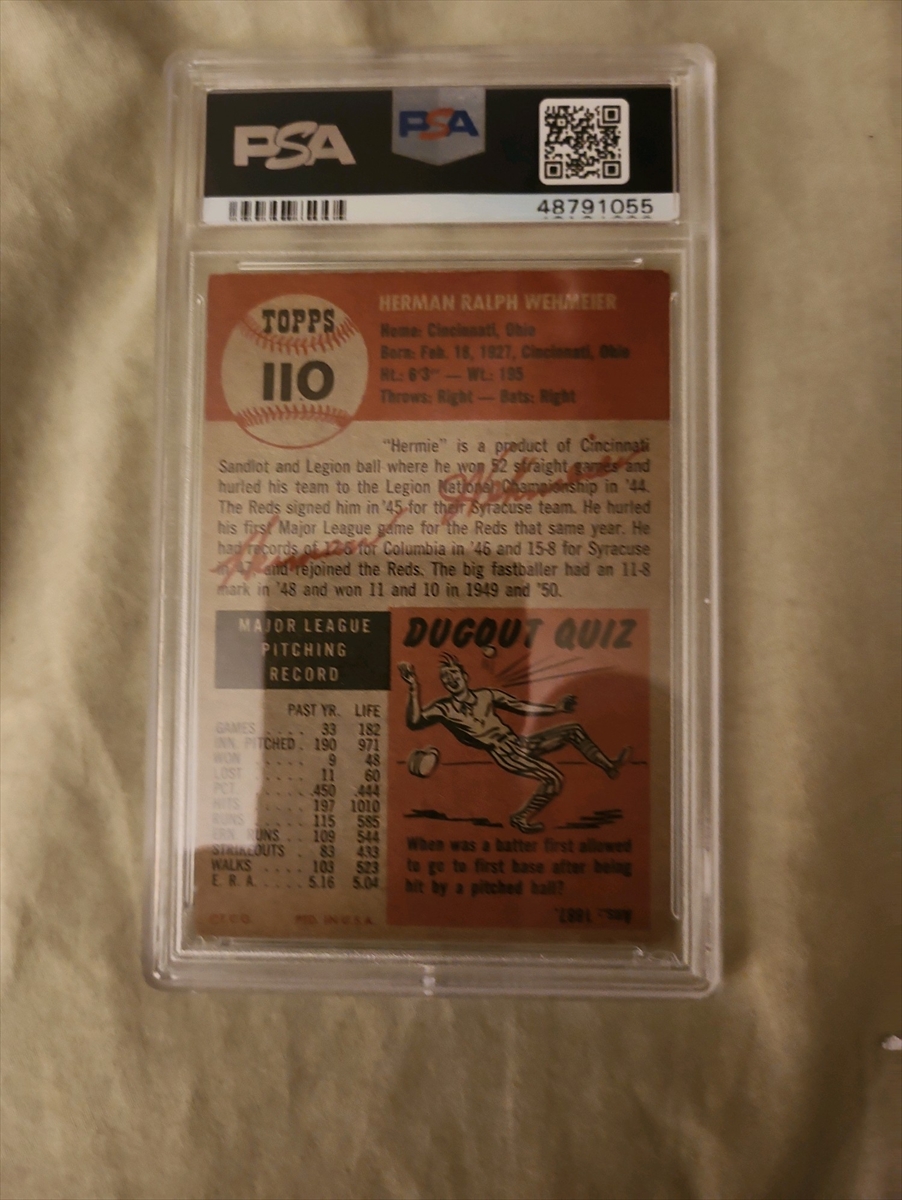 PSA
PSA
48791055
TOPPS
110
HERMAN RALPH WEHMEIER
Home: Cincinnati, Ohio
Born: Feb. 18, 1927, Cincinnati, Ohio
Ht.: 6'3" — Wt.: 195
Throws: Right — Bats: Right
"Hermie" is a product of Cincinnati
Sandlot and Legion ball where he won 52 straight games and
hurled his team to the Legion National Championship in '44.
The Reds signed him in '45 for their Syracuse team. He hurled
his first Major League game for the Reds that same year. He
had records of for Columbia in '46 and 15-8 for Syracuse
in '47, and rejoined the Reds. The big fastballer had an 11-8
mark in '48 and won 11 and 10 in 1949 and '50.
Herman Wehmeier
MAJOR LEAGUE
PITCHING
RECORD
PAST YR. LIFE
GAMES .... 33 182
INN. PITCHED. 190 971
WON ..... 9 48
LOST ..... 11 60
PCT. ..... .450 .444
HITS ..... 197 1010
RUNS ..... 115 585
ERN. RUNS .. 109 544
STRIKEOUTS .. 83 433
WALKS .... 103 523
E. R. A. .... 5.16 5.04
T.C.G. PTD. IN U.S.A.
DUGOUT QUIZ
When was a batter first allowed
to go to first base after being
hit by a pitched ball?
Ans.: 1887.